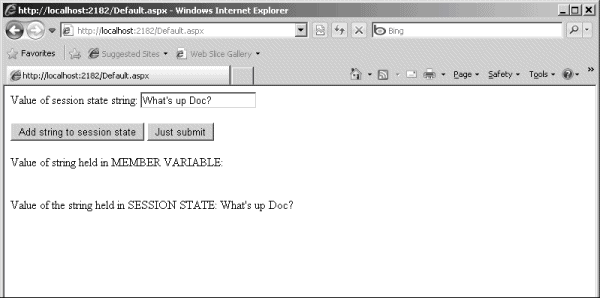 http://localhost:2182/Default.aspx - Windows Internet Explorer
http://localhost:2182/Default.aspx
Bing
Favorites
Suggested Sites
Web Slice Gallery
http://localhost:2182/Default.aspx
Page
Safety
Tools
Value of session state string: What's up Doc?
Add string to session state Just submit
Value of string held in MEMBER VARIABLE:
Value of the string held in SESSION STATE: What's up Doc?